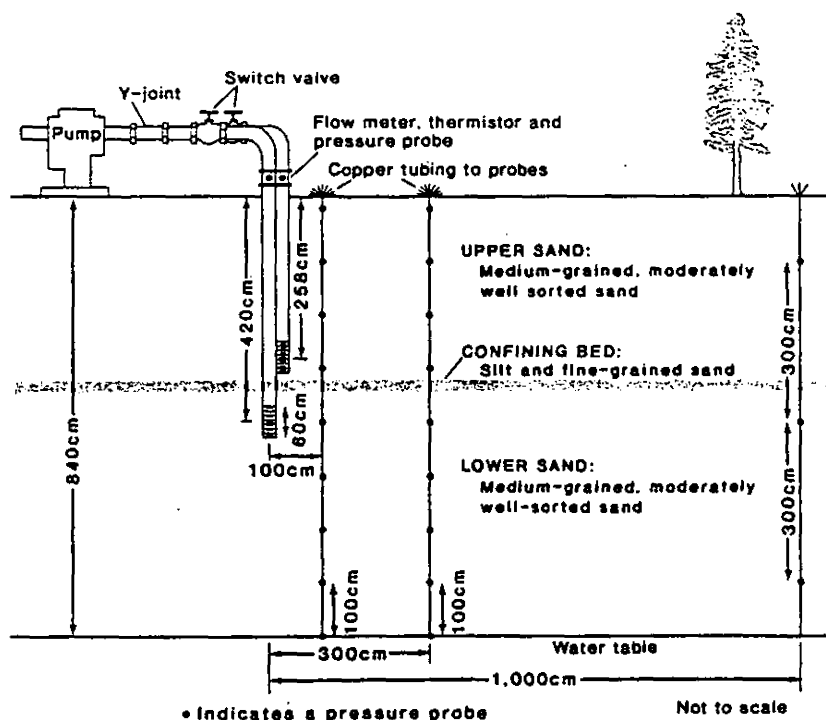 Switch valve
Y-joint
Pump
Flow meter, thermistor and
pressure probe
Copper tubing to probes
840cm
420cm
258cm
60cm
100cm
UPPER SAND:
Medium-grained, moderately
well sorted sand
CONFINING BED:
Silt and fine-grained sand
LOWER SAND:
Medium-grained, moderately
well-sorted sand
300cm
300cm
100cm
100cm
Water table
300cm
1,000cm
• Indicates a pressure probe
Not to scale